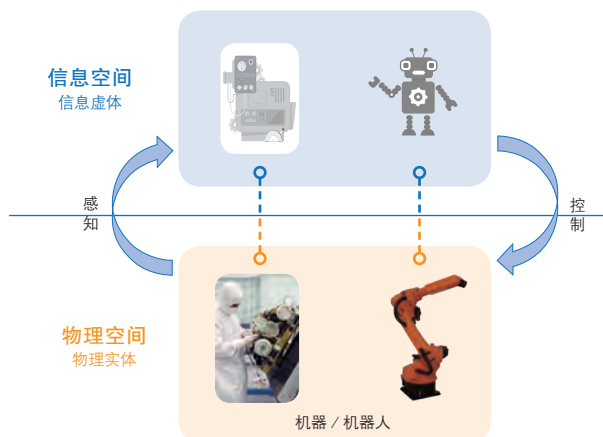 信息空间
信息虚体
感知
控制
物理空间
物理实体
机器 / 机器人